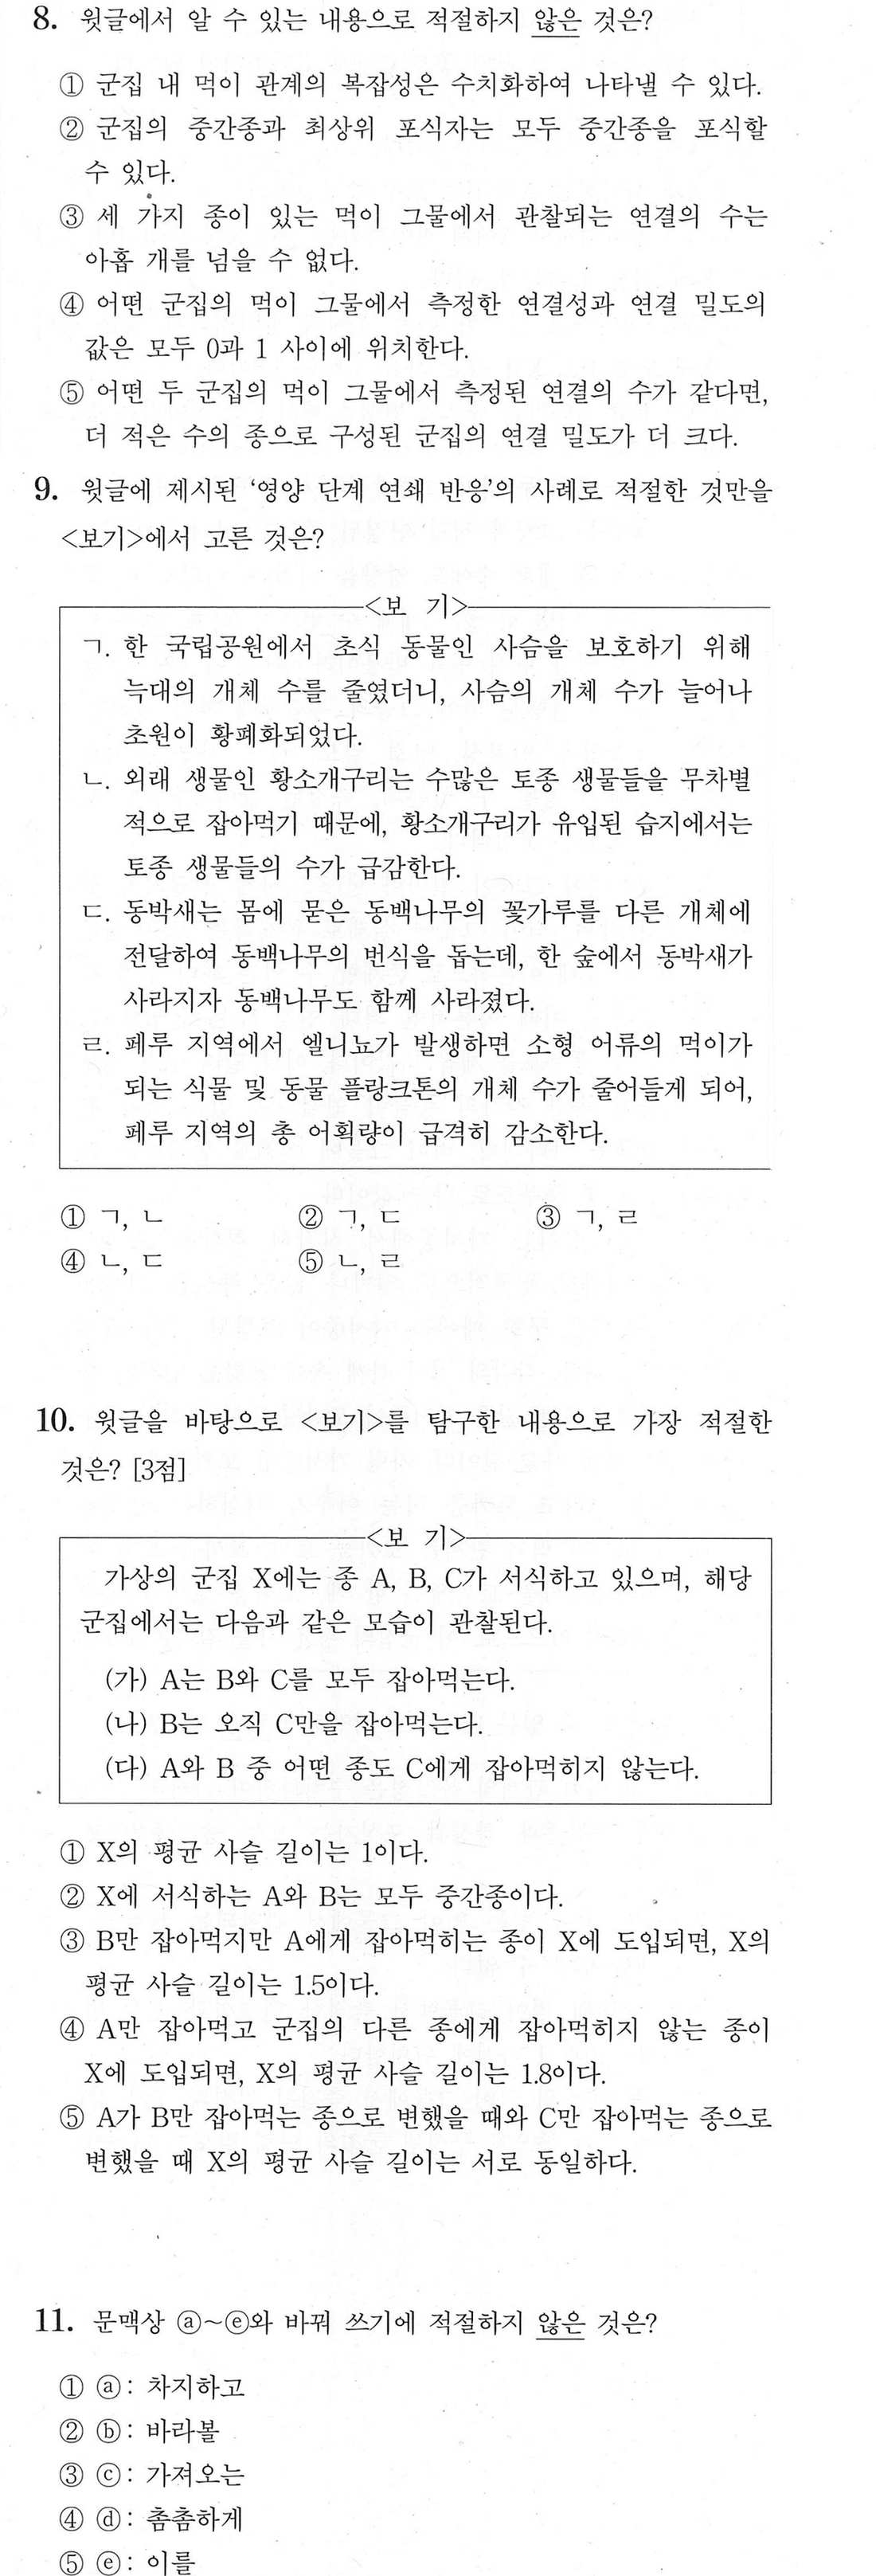 8. 윗글에서 알 수 있는 내용으로 적절하지 않은 것은?
① 군집 내 먹이 관계의 복잡성은 수치화하여 나타낼 수 있다.
② 군집의 중간종과 최상위 포식자는 모두 중간종을 포식할
수 있다.
③ 세 가지 종이 있는 먹이 그물에서 관찰되는 연결의 수는
아홉 개를 넘을 수 없다.
④ 어떤 군집의 먹이 그물에서 측정한 연결성과 연결 밀도의
값은 모두 0과 1 사이에 위치한다.
⑤ 어떤 두 군집의 먹이 그물에서 측정된 연결의 수가 같다면,
더 적은 수의 종으로 구성된 군집의 연결 밀도가 더 크다.
9. 윗글에 제시된 ‘영양 단계 연쇄 반응’의 사례로 적절한 것만을
<보기>에서 고른 것은?
<보 기>
ㄱ. 한 국립공원에서 초식 동물인 사슴을 보호하기 위해
늑대의 개체 수를 줄였더니, 사슴의 개체 수가 늘어나
초원이 황폐화되었다.
ㄴ. 외래 생물인 황소개구리는 수많은 토종 생물들을 무차별
적으로 잡아먹기 때문에, 황소개구리가 유입된 습지에서는
토종 생물들의 수가 급감한다.
ㄷ. 동박새는 몸에 묻은 동백나무의 꽃가루를 다른 개체에
전달하여 동백나무의 번식을 돕는데, 한 숲에서 동박새가
사라지자 동백나무도 함께 사라졌다.
ㄹ. 페루 지역에서 엘니뇨가 발생하면 소형 어류의 먹이가
되는 식물 및 동물 플랑크톤의 개체 수가 줄어들게 되어,
페루 지역의 총 어획량이 급격히 감소한다.
① ㄱ, ㄴ ② ㄱ, ㄷ ③ ㄱ, ㄹ
④ ㄴ, ㄷ ⑤ ㄴ, ㄹ
10. 윗글을 바탕으로 <보기>를 탐구한 내용으로 가장 적절한
것은? [3점]
<보 기>
가상의 군집 X에는 종 A, B, C가 서식하고 있으며, 해당
군집에서는 다음과 같은 모습이 관찰된다.
(가) A는 B와 C를 모두 잡아먹는다.
(나) B는 오직 C만을 잡아먹는다.
(다) A와 B 중 어떤 종도 C에게 잡아먹히지 않는다.
① X의 평균 사슬 길이는 1이다.
② X에 서식하는 A와 B는 모두 중간종이다.
③ B만 잡아먹지만 A에게 잡아먹히는 종이 X에 도입되면, X의
평균 사슬 길이는 1.5이다.
④ A만 잡아먹고 군집의 다른 종에게 잡아먹히지 않는 종이
X에 도입되면, X의 평균 사슬 길이는 1.8이다.
⑤ A가 B만 잡아먹는 종으로 변했을 때와 C만 잡아먹는 종으로
변했을 때 X의 평균 사슬 길이는 서로 동일하다.
11. 문맥상 ⓐ~ⓔ와 바꿔 쓰기에 적절하지 않은 것은?
① ⓐ: 차지하고
② ⓑ: 바라볼
③ ⓒ: 가져오는
④ ⓓ: 촘촘하게
⑤ ⓔ: 이를